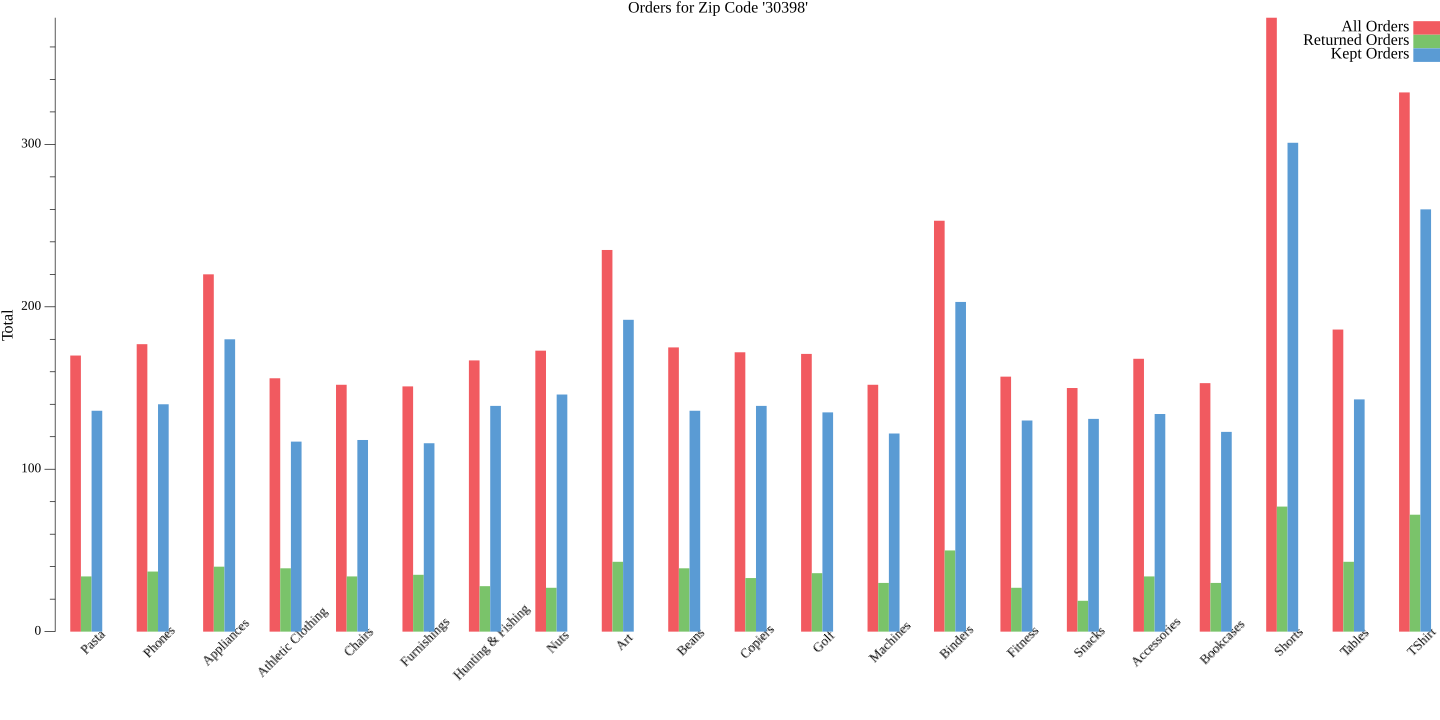 Orders for Zip Code '30398'
All Orders
Returned Orders
Kept Orders
Total
300
200
100
0
Pasta
Phones
Appliances
Athletic Clothing
Chairs
Furnishings
Hunting & Fishing
Nuts
Art
Beans
Copiers
Golf
Machines
Binders
Fitness
Snacks
Accessories
Bookcases
Shorts
Tables
TShirt